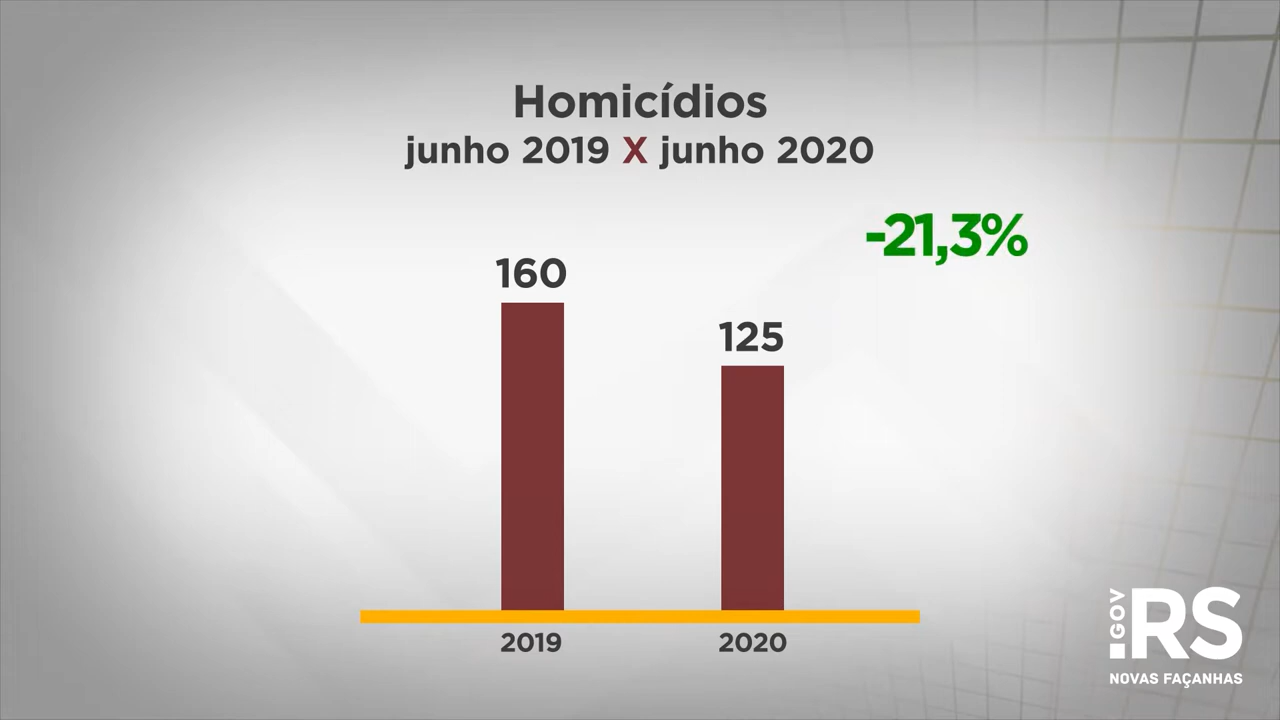 Homicídios
junho 2019 X junho 2020
-21,3%
160
125
2019
2020
.GOV
RS
NOVAS FAÇANHAS